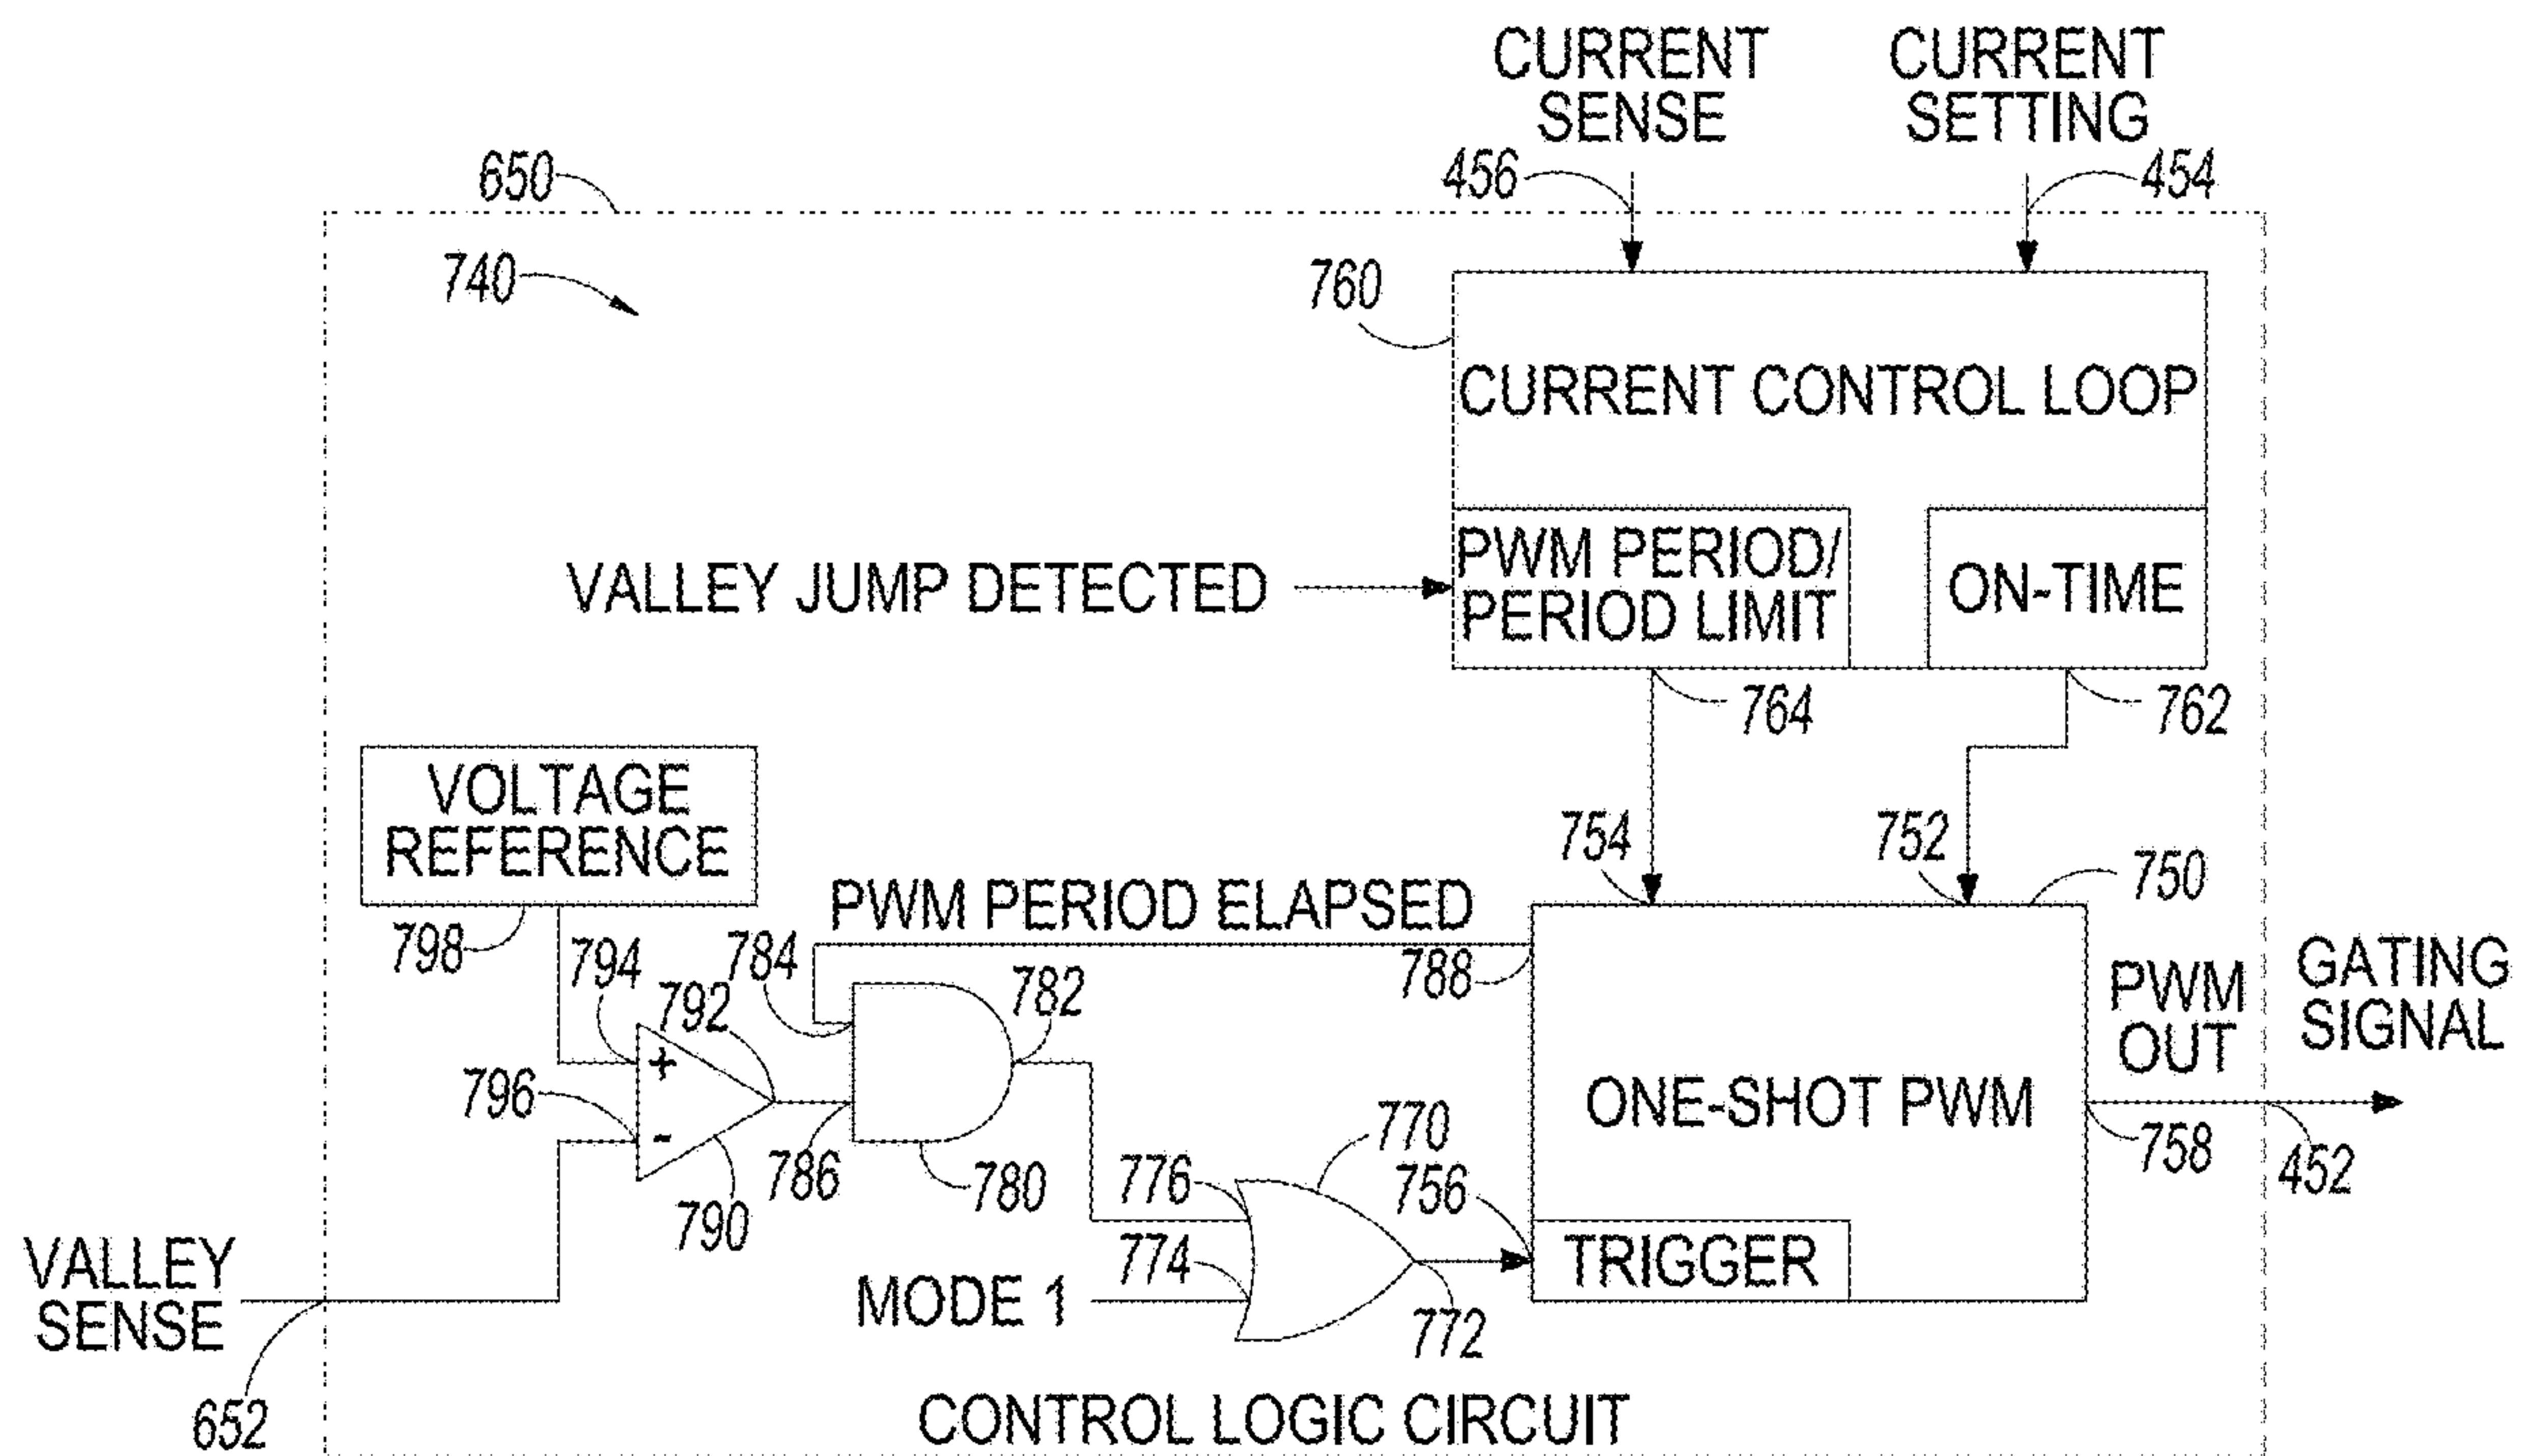 CURRENT
SENSE
CURRENT
SETTING
456
454
650
740
760
CURRENT CONTROL LOOP
VALLEY JUMP DETECTED
PWM PERIOD/
PERIOD LIMIT
ON-TIME
764
762
VOLTAGE
REFERENCE
798
754
752
750
PWM PERIOD ELAPSED
788
794
792
784
782
796
+
-
790
786
780
ONE-SHOT PWM
PWM
OUT
GATING
SIGNAL
758
452
770
776
756
774
TRIGGER
MODE 1
772
VALLEY
SENSE
652
CONTROL LOGIC CIRCUIT